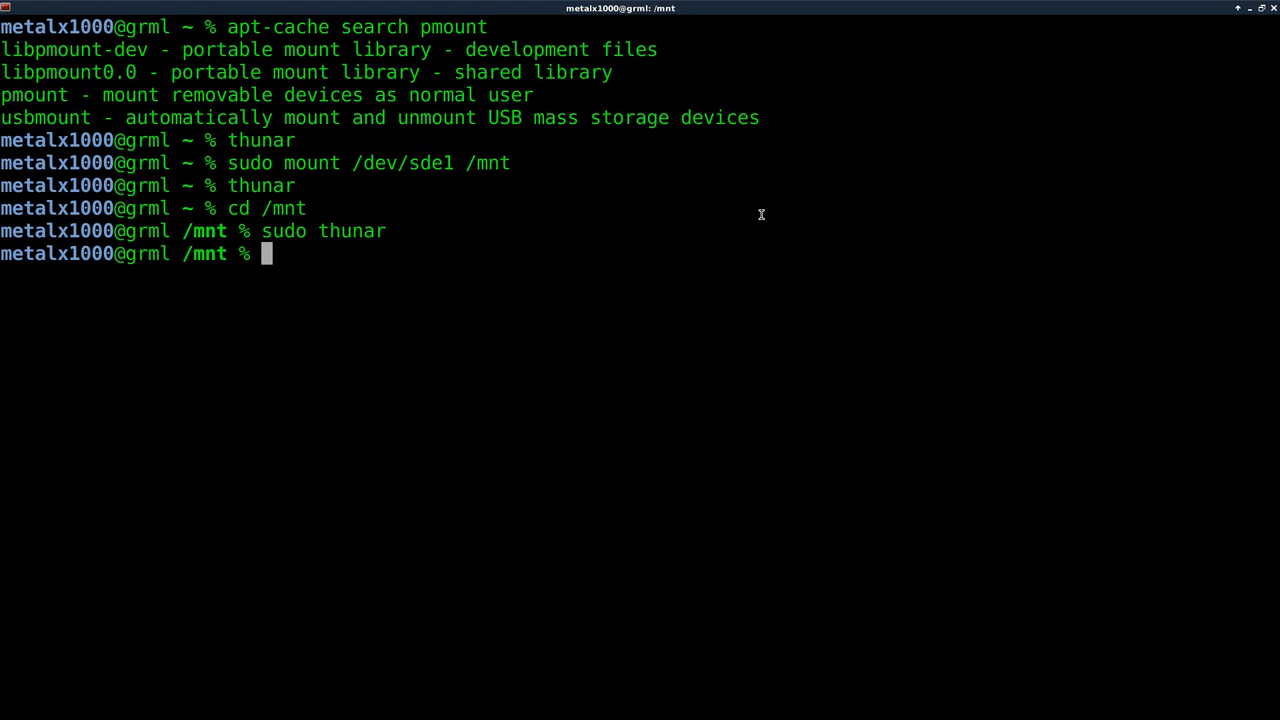 metalx1000@grml: /mnt
metalx1000@grml ~ % apt-cache search pmount
libpmount-dev - portable mount library - development files
libpmount0.0 - portable mount library - shared library
pmount - mount removable devices as normal user
usbmount - automatically mount and unmount USB mass storage devices
metalx1000@grml ~ % thunar
metalx1000@grml ~ % sudo mount /dev/sde1 /mnt
metalx1000@grml ~ % thunar
metalx1000@grml ~ % cd /mnt
metalx1000@grml /mnt % sudo thunar
metalx1000@grml /mnt %